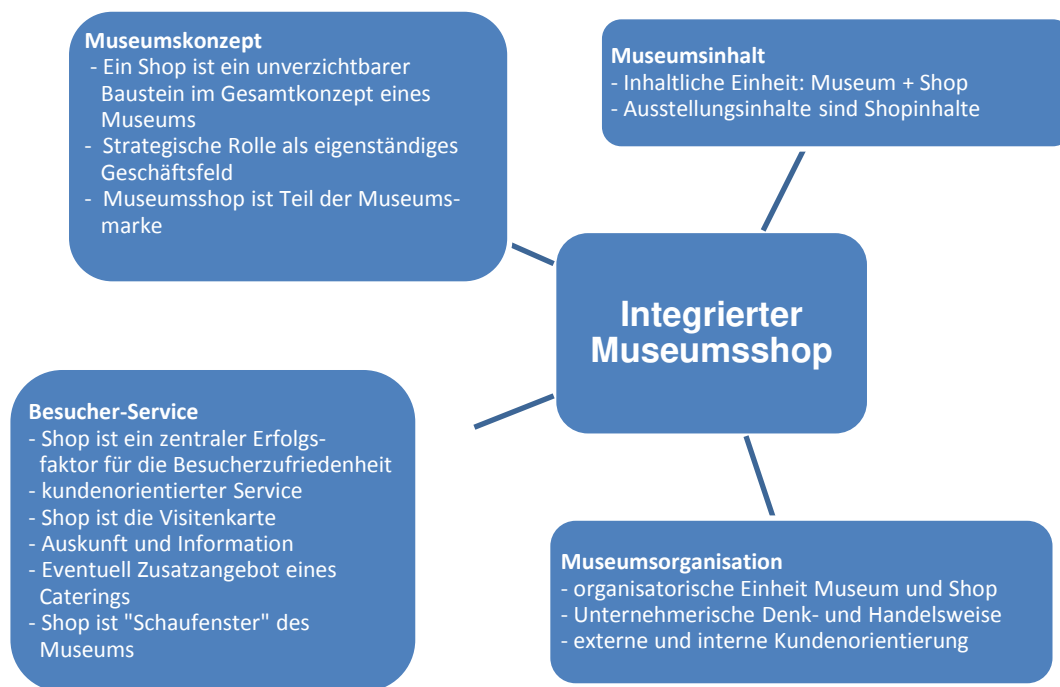 Museumskonzept
- Ein Shop ist ein unverzichtbarer
Baustein im Gesamtkonzept eines
Museums
- Strategische Rolle als eigenständiges
Geschäftsfeld
- Museumsshop ist Teil der Museums-
marke
Museumsinhalt
- Inhaltliche Einheit: Museum + Shop
- Ausstellungsinhalte sind Shopinhalte
Integrierter
Museumsshop
Besucher-Service
- Shop ist ein zentraler Erfolgs-
faktor für die Besucherzufriedenheit
- kundenorientierter Service
- Shop ist die Visitenkarte
- Auskunft und Information
- Eventuell Zusatzangebot eines
Caterings
- Shop ist "Schaufenster" des
Museums
Museumsorganisation
- organisatorische Einheit Museum und Shop
- Unternehmerische Denk- und Handelsweise
- externe und interne Kundenorientierung